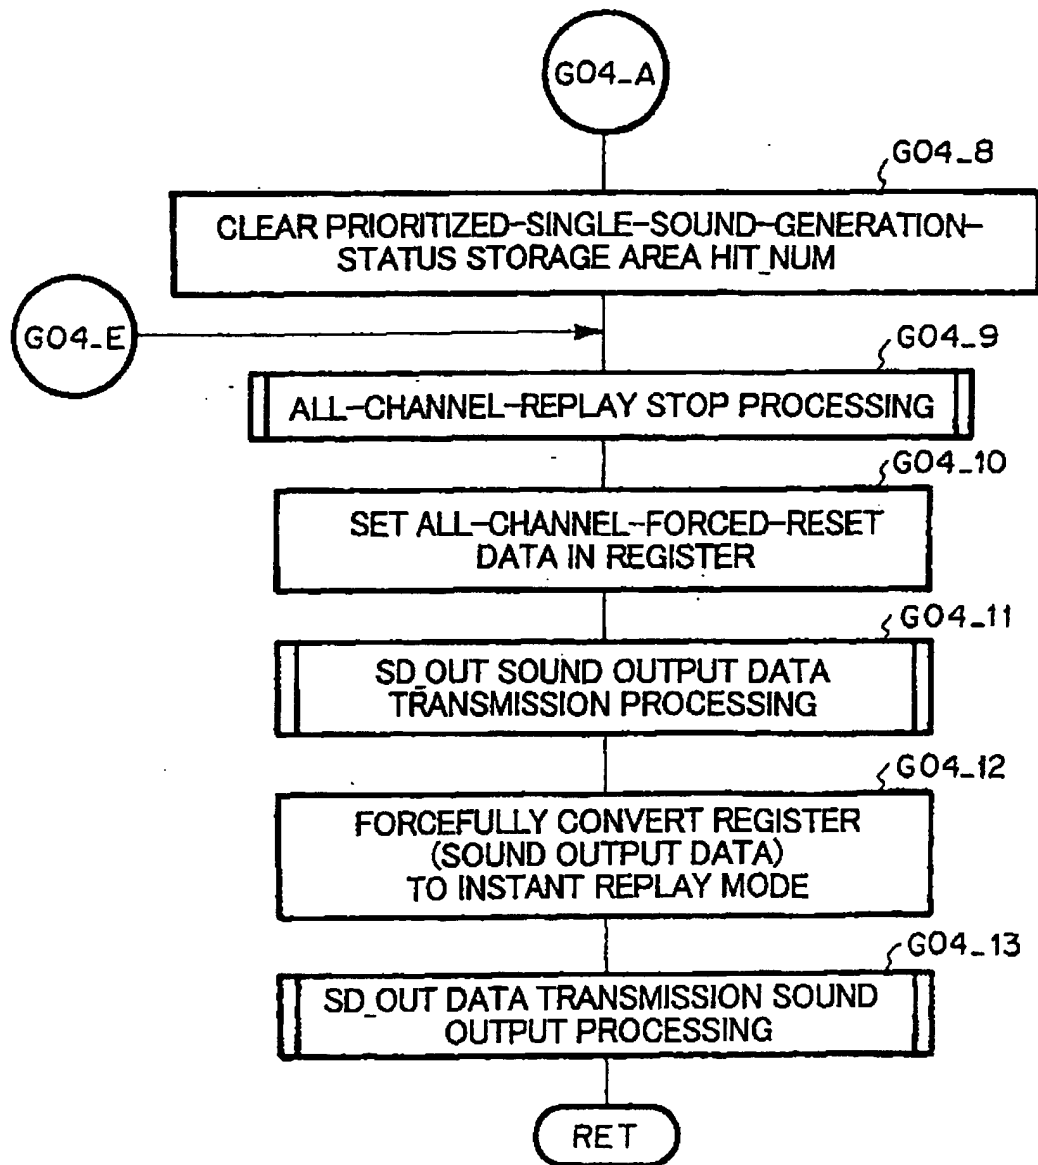 G04_A
G04_8
CLEAR PRIORITIZED-SINGLE-SOUND-GENERATION-
STATUS STORAGE AREA HIT_NUM
G04_E
G04_9
ALL-CHANNEL-REPLAY STOP PROCESSING
G04_10
SET ALL-CHANNEL-FORCED-RESET
DATA IN REGISTER
G04_11
SD_OUT SOUND OUTPUT DATA
TRANSMISSION PROCESSING
G04_12
FORCEFULLY CONVERT REGISTER
(SOUND OUTPUT DATA)
TO INSTANT REPLAY MODE
G04_13
SD_OUT DATA TRANSMISSION SOUND
OUTPUT PROCESSING
RET